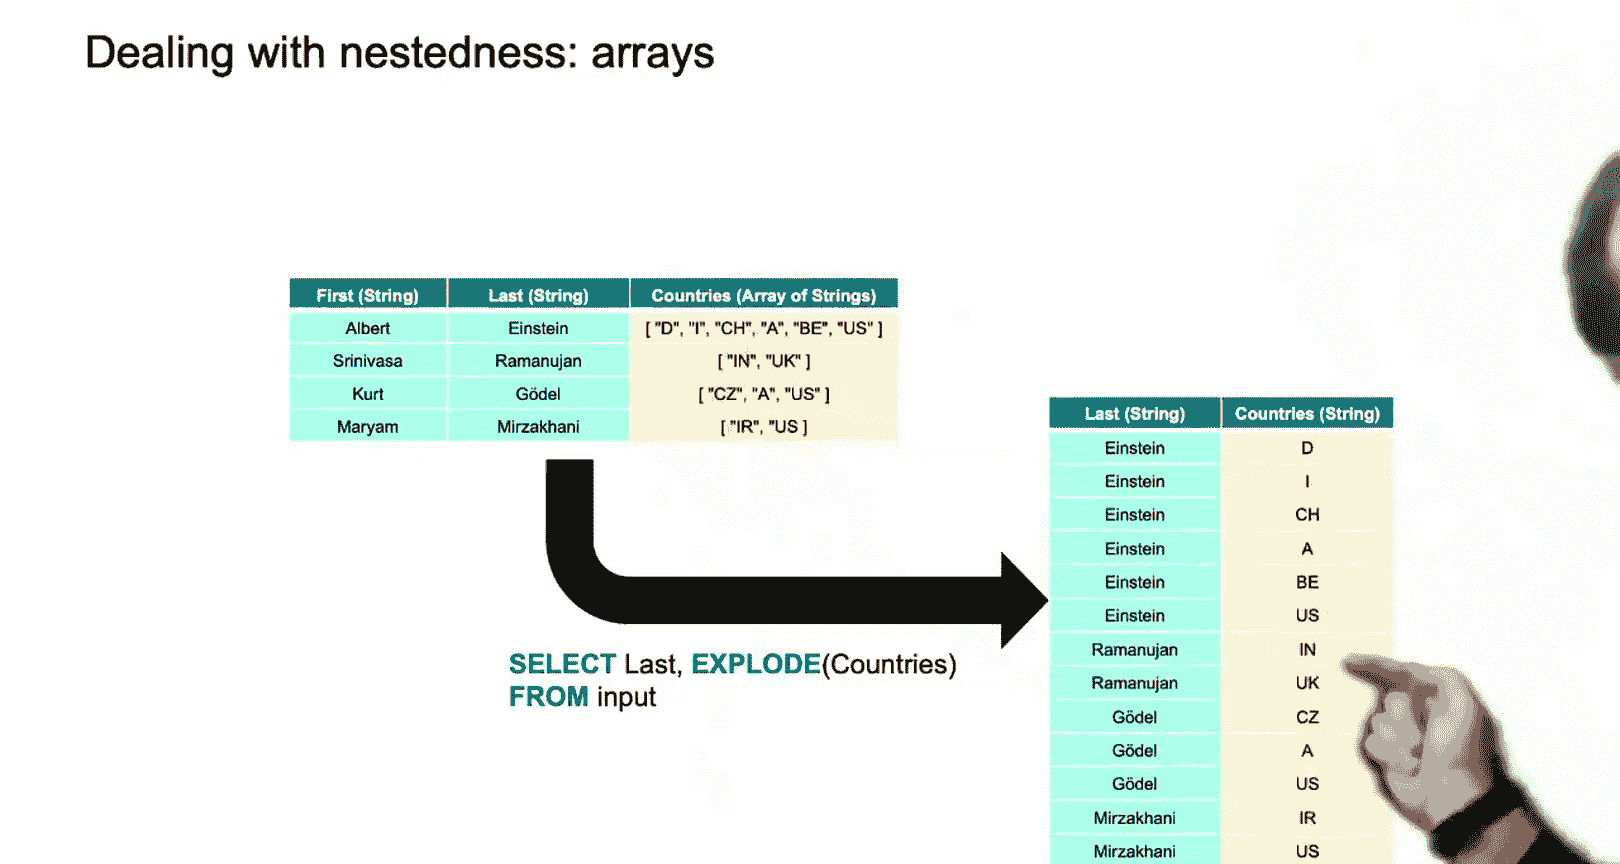 Dealing with nestedness: arrays
First (String) Last (String) Countries (Array of Strings)
Albert Einstein [ "D", "I", "CH", "A", "BE", "US" ]
Srinivasa Ramanujan [ "IN", "UK" ]
Kurt Gödel [ "CZ", "A", "US" ]
Maryam Mirzakhani [ "IR", "US ]
SELECT Last, EXPLODE(Countries)
FROM input
Last (String) Countries (String)
Einstein D
Einstein I
Einstein CH
Einstein A
Einstein BE
Einstein US
Ramanujan IN
Ramanujan UK
Gödel CZ
Gödel A
Gödel US
Mirzakhani IR
Mirzakhani US